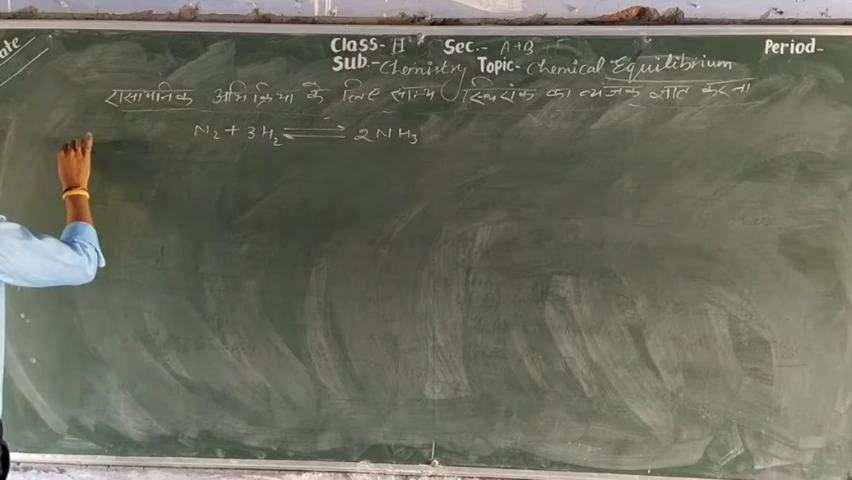 ate
Class- 11 Sec.- A+B Period-
Sub.- Chemistry Topic- Chemical Equilibrium
रासायनिक अभिक्रिया के लिए साम्य स्थिरांक का व्यंजक ज्ञात करना
N₂ + 3H₂ ⇌ 2NH₃